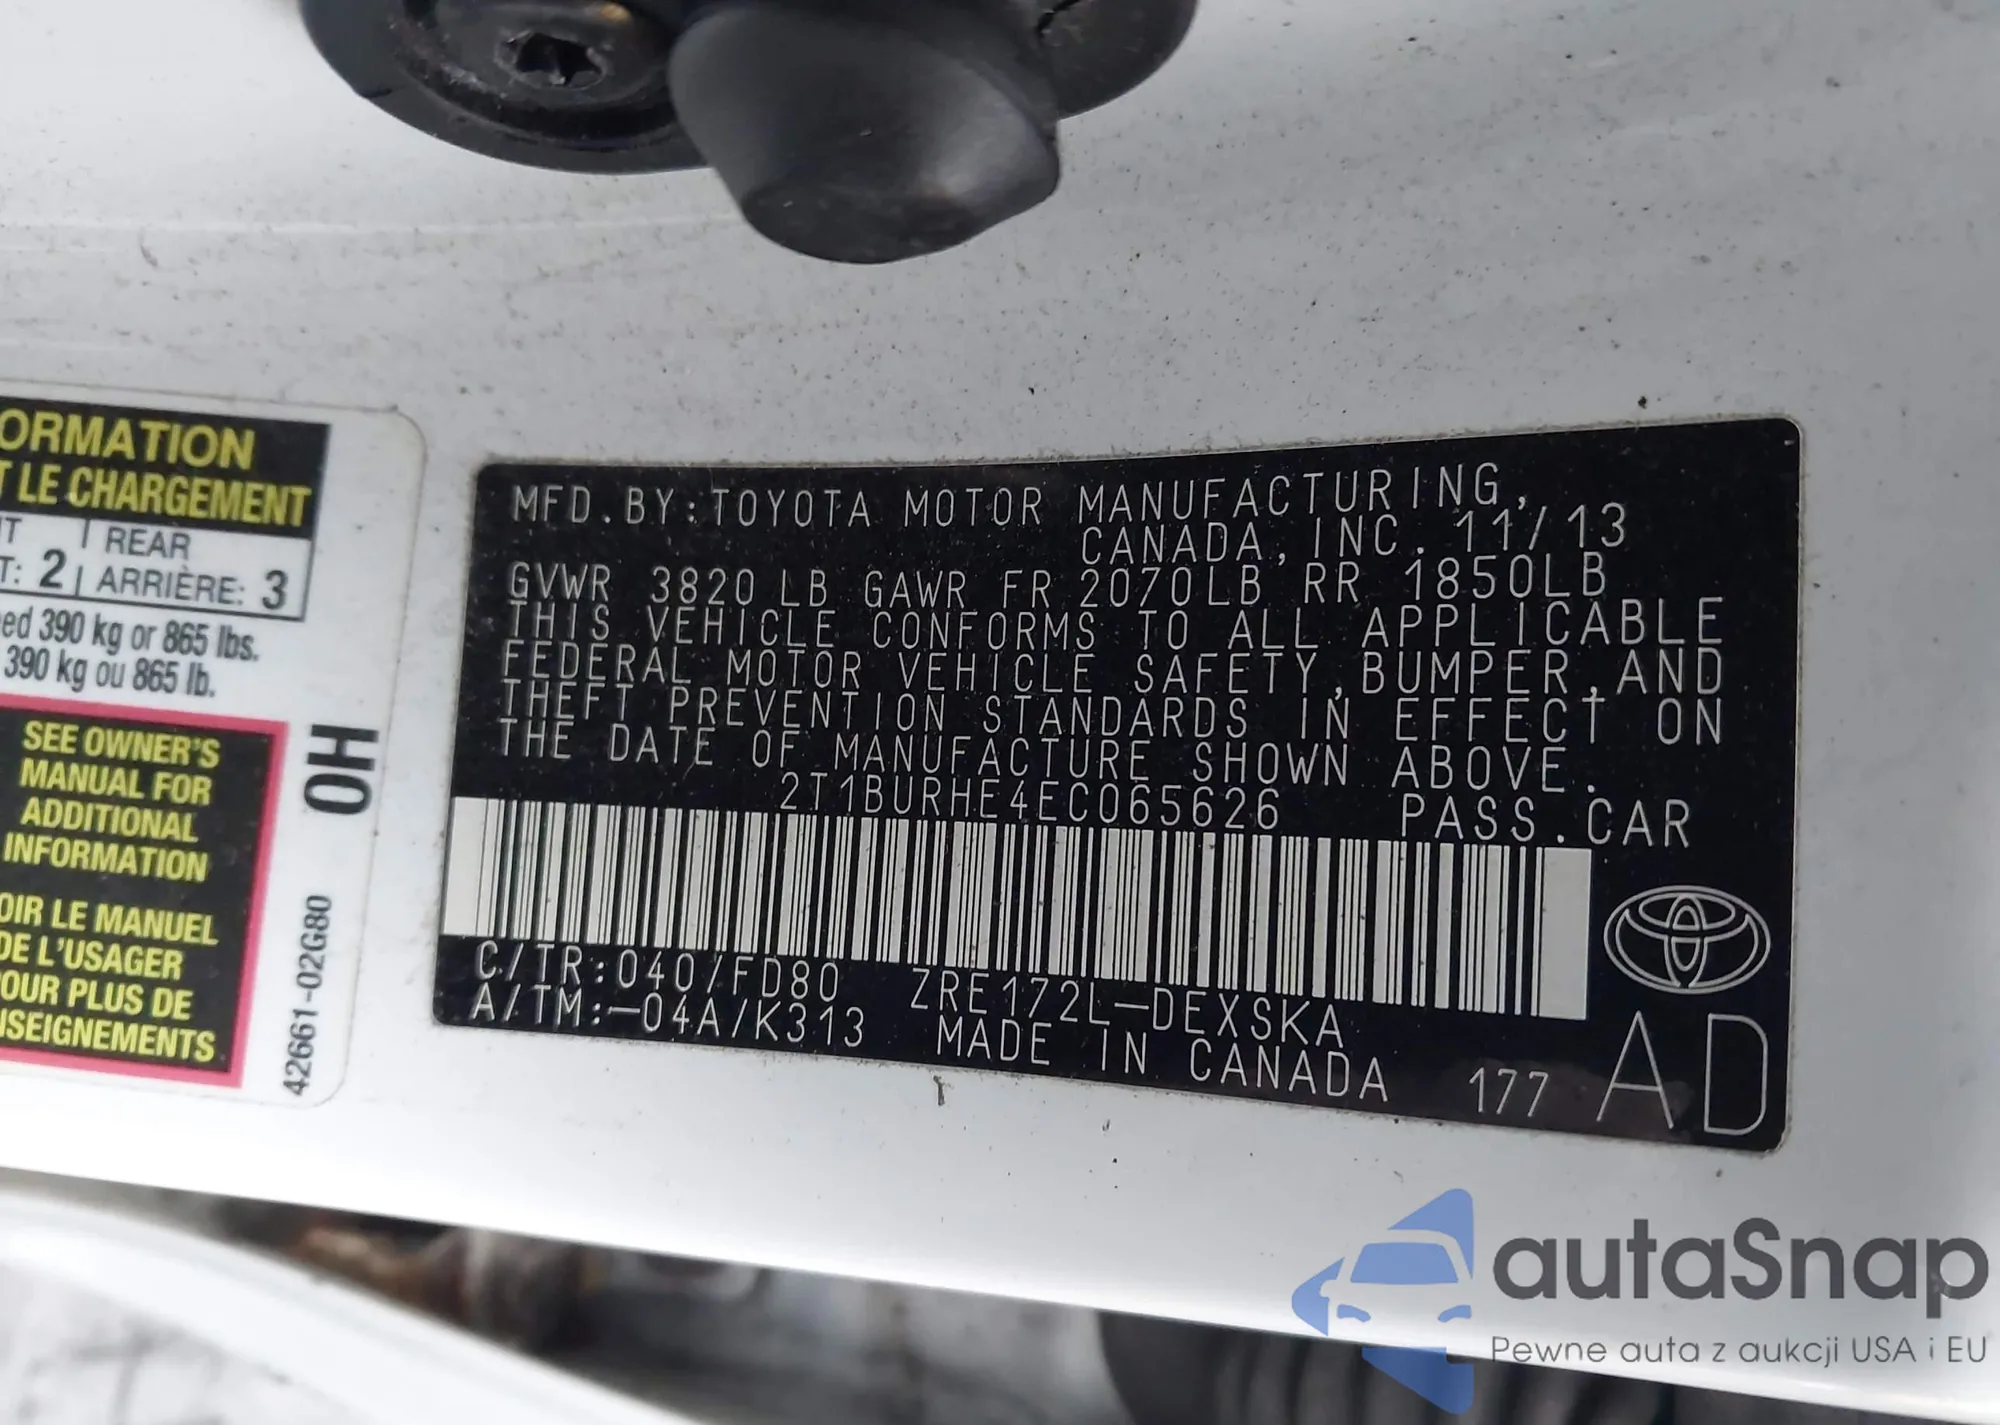 ORMATION
T LE CHARGEMENT
T REAR
T: 2 ARRIÈRE: 3
ed 390 kg or 865 lbs.
390 kg ou 865 lb.
SEE OWNER'S
MANUAL FOR
ADDITIONAL
INFORMATION
OIR LE MANUEL
DE L'USAGER
OUR PLUS DE
NSEIGNEMENTS
0H
42661-02G80
MFD.BY:TOYOTA MOTOR MANUFACTURING,
CANADA,INC. 11/13
GVWR 3820LB GAWR FR 2070LB RR 1850LB
THIS VEHICLE CONFORMS TO ALL APPLICABLE
FEDERAL MOTOR VEHICLE SAFETY,BUMPER,AND
THEFT PREVENTION STANDARDS IN EFFECT ON
THE DATE OF MANUFACTURE SHOWN ABOVE.
2T1BURHE4EC065626 PASS.CAR
C/TR:040/FD80 ZRE172L-DEXSKA
A/TM:-04A/K313 MADE IN CANADA 177 AD
autaSnap
Pewne auta z aukcji USA i EU